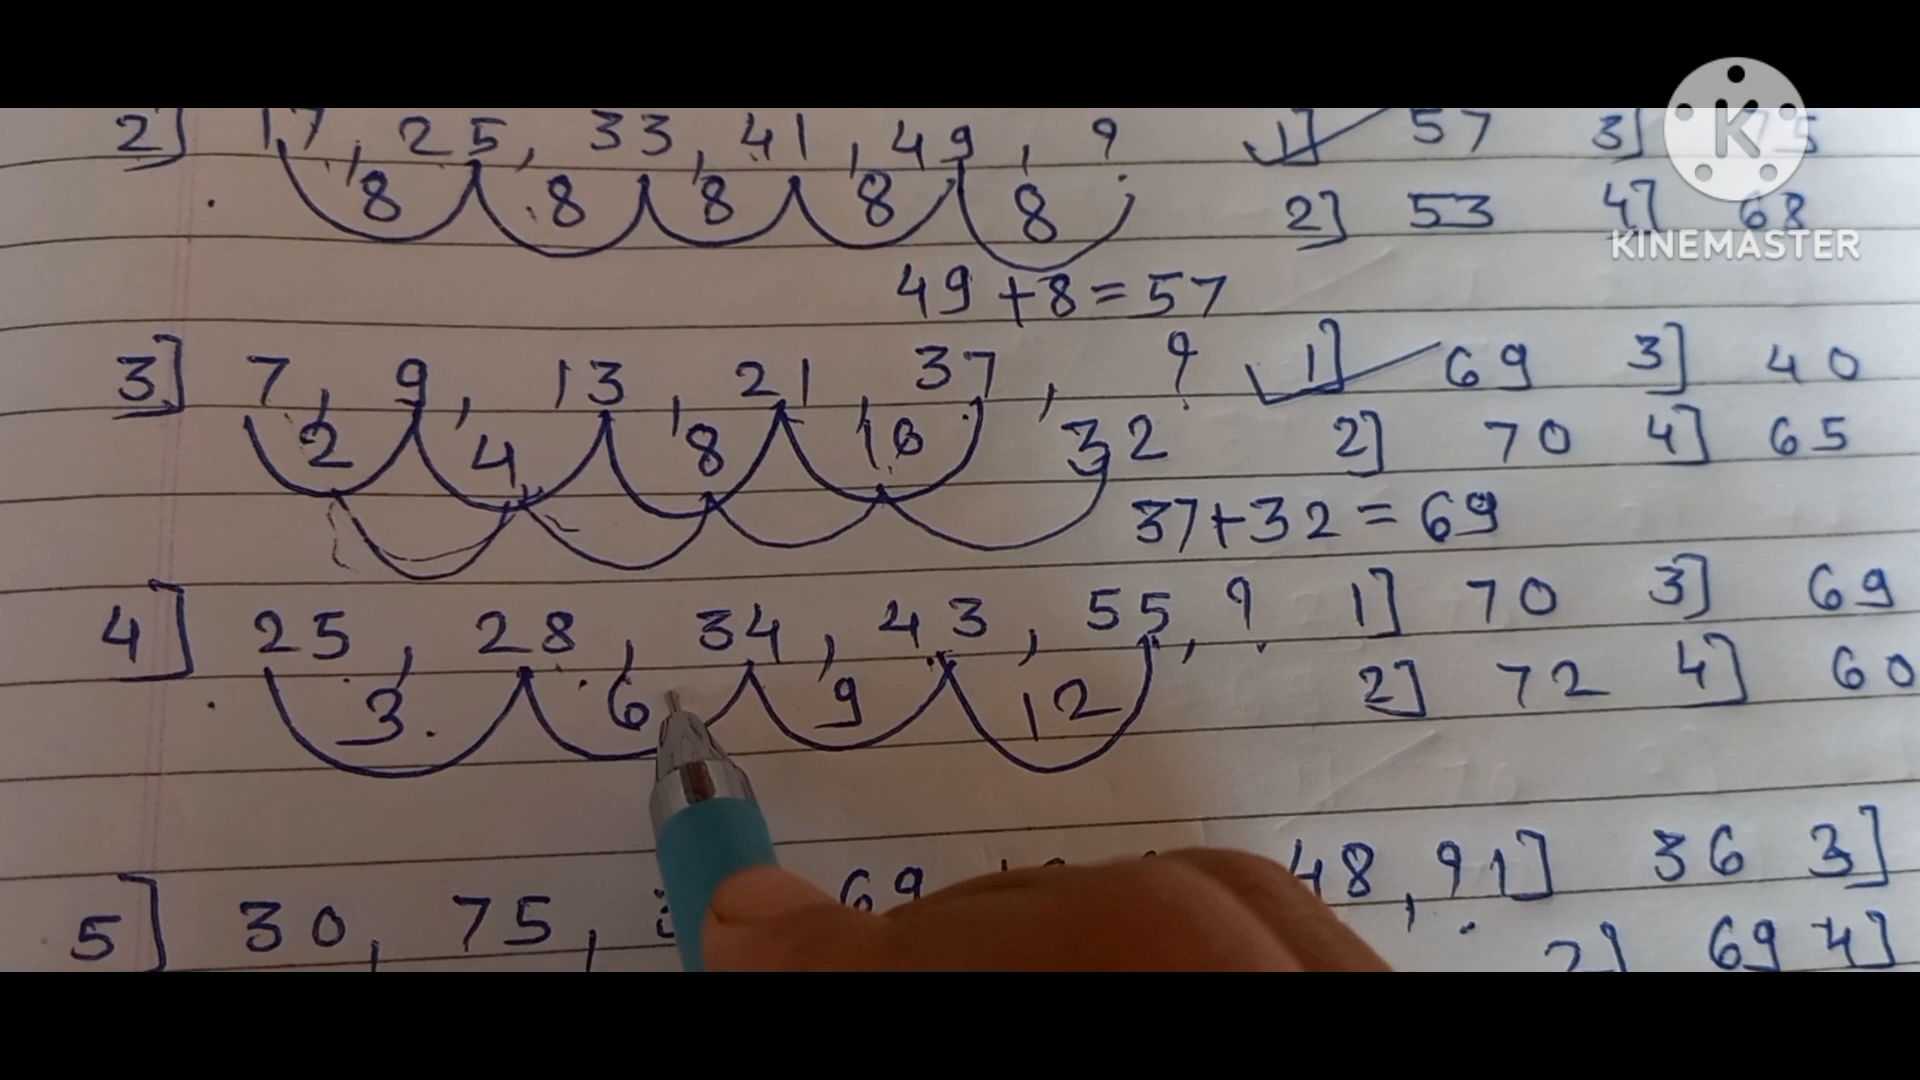 2] 17, 25, 33, 41, 49, ? 1] 57 3] 75
8 8 8 8 8 2] 53 4] 68
KINEMASTER
49 + 8 = 57
3] 7, 9, 13, 21, 37, ? 1] 69 3] 40
2 4 8 16 32 2] 70 4] 65
37 + 32 = 69
4] 25, 28, 34, 43, 55, ? 1] 70 3] 69
3 6 9 12 2] 72 4] 60
5] 30, 75, 69 48, ? 1] 36 3]
2] 69 4]